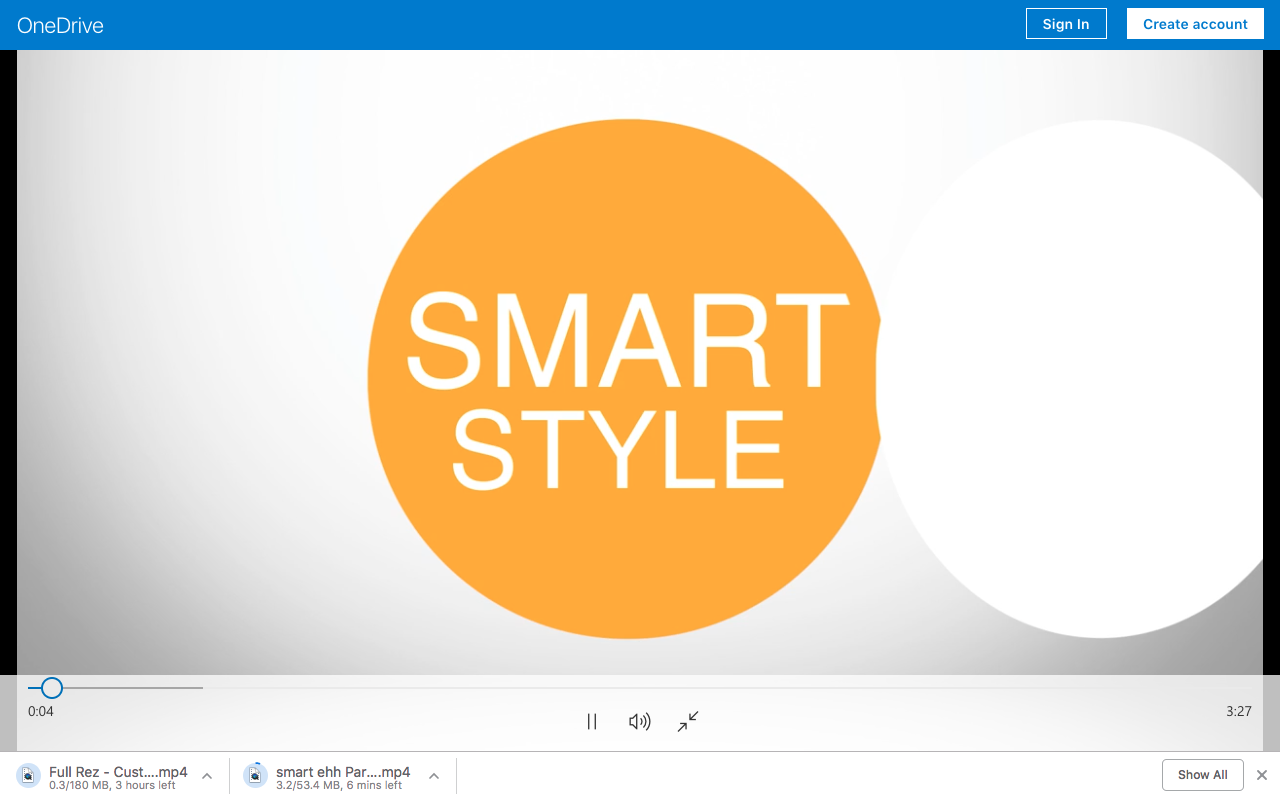 OneDrive
Sign In
Create account
SMART
STYLE
0:04
3:27
Full Rez - Cust....mp4
0.3/180 MB, 3 hours left
smart ehh Par....mp4
3.2/53.4 MB, 6 mins left
Show All